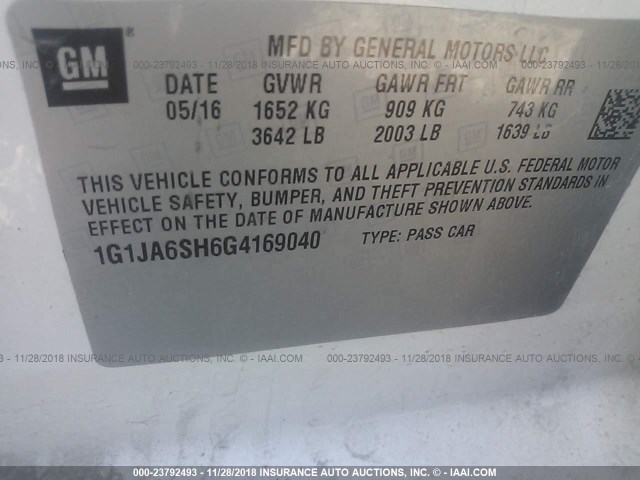 GM ®
MFD BY GENERAL MOTORS LLC
DATE GVWR GAWR FRT GAWR RR
05/16 1652 KG 909 KG 743 KG
3642 LB 2003 LB 1639 LB
THIS VEHICLE CONFORMS TO ALL APPLICABLE U.S. FEDERAL MOTOR
VEHICLE SAFETY, BUMPER, AND THEFT PREVENTION STANDARDS IN
EFFECT ON THE DATE OF MANUFACTURE SHOWN ABOVE.
1G1JA6SH6G4169040 TYPE: PASS CAR
000-23792493 - 11/28/2018 INSURANCE AUTO AUCTIONS INC. © - IAAI.COM